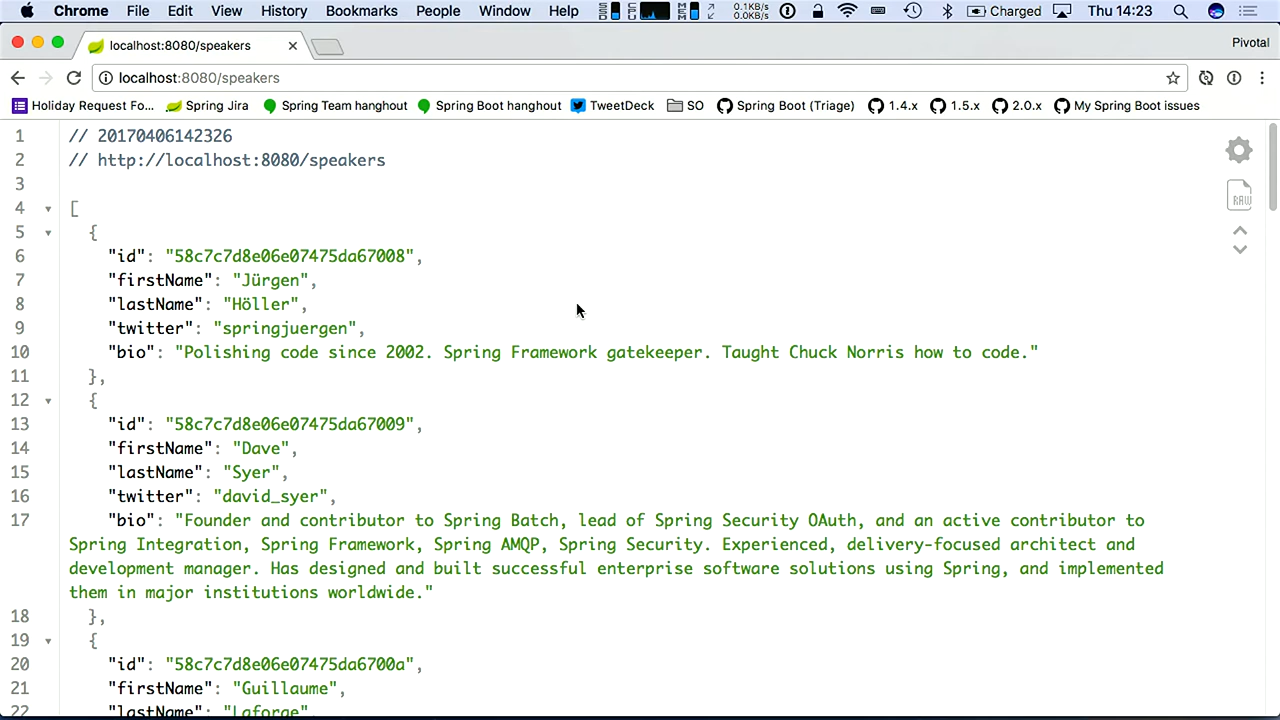 Chrome File Edit View History Bookmarks People Window Help 0.1KB/s 0.0KB/s Charged Thu 14:23
localhost:8080/speakers Pivotal
localhost:8080/speakers
Holiday Request Fo... Spring Jira Spring Team hangout Spring Boot hangout TweetDeck SO Spring Boot (Triage) 1.4.x 1.5.x 2.0.x My Spring Boot issues
1 // 20170406142326
2 // http://localhost:8080/speakers
3
4 [
5 {
6 "id": "58c7c7d8e06e07475da67008",
7 "firstName": "Jürgen",
8 "lastName": "Höller",
9 "twitter": "springjuergen",
10 "bio": "Polishing code since 2002. Spring Framework gatekeeper. Taught Chuck Norris how to code."
11 },
12 {
13 "id": "58c7c7d8e06e07475da67009",
14 "firstName": "Dave",
15 "lastName": "Syer",
16 "twitter": "david_syer",
17 "bio": "Founder and contributor to Spring Batch, lead of Spring Security OAuth, and an active contributor to
Spring Integration, Spring Framework, Spring AMQP, Spring Security. Experienced, delivery-focused architect and
development manager. Has designed and built successful enterprise software solutions using Spring, and implemented
them in major institutions worldwide."
18 },
19 {
20 "id": "58c7c7d8e06e07475da6700a",
21 "firstName": "Guillaume",
22 "lastName": "Laforge",
RAW